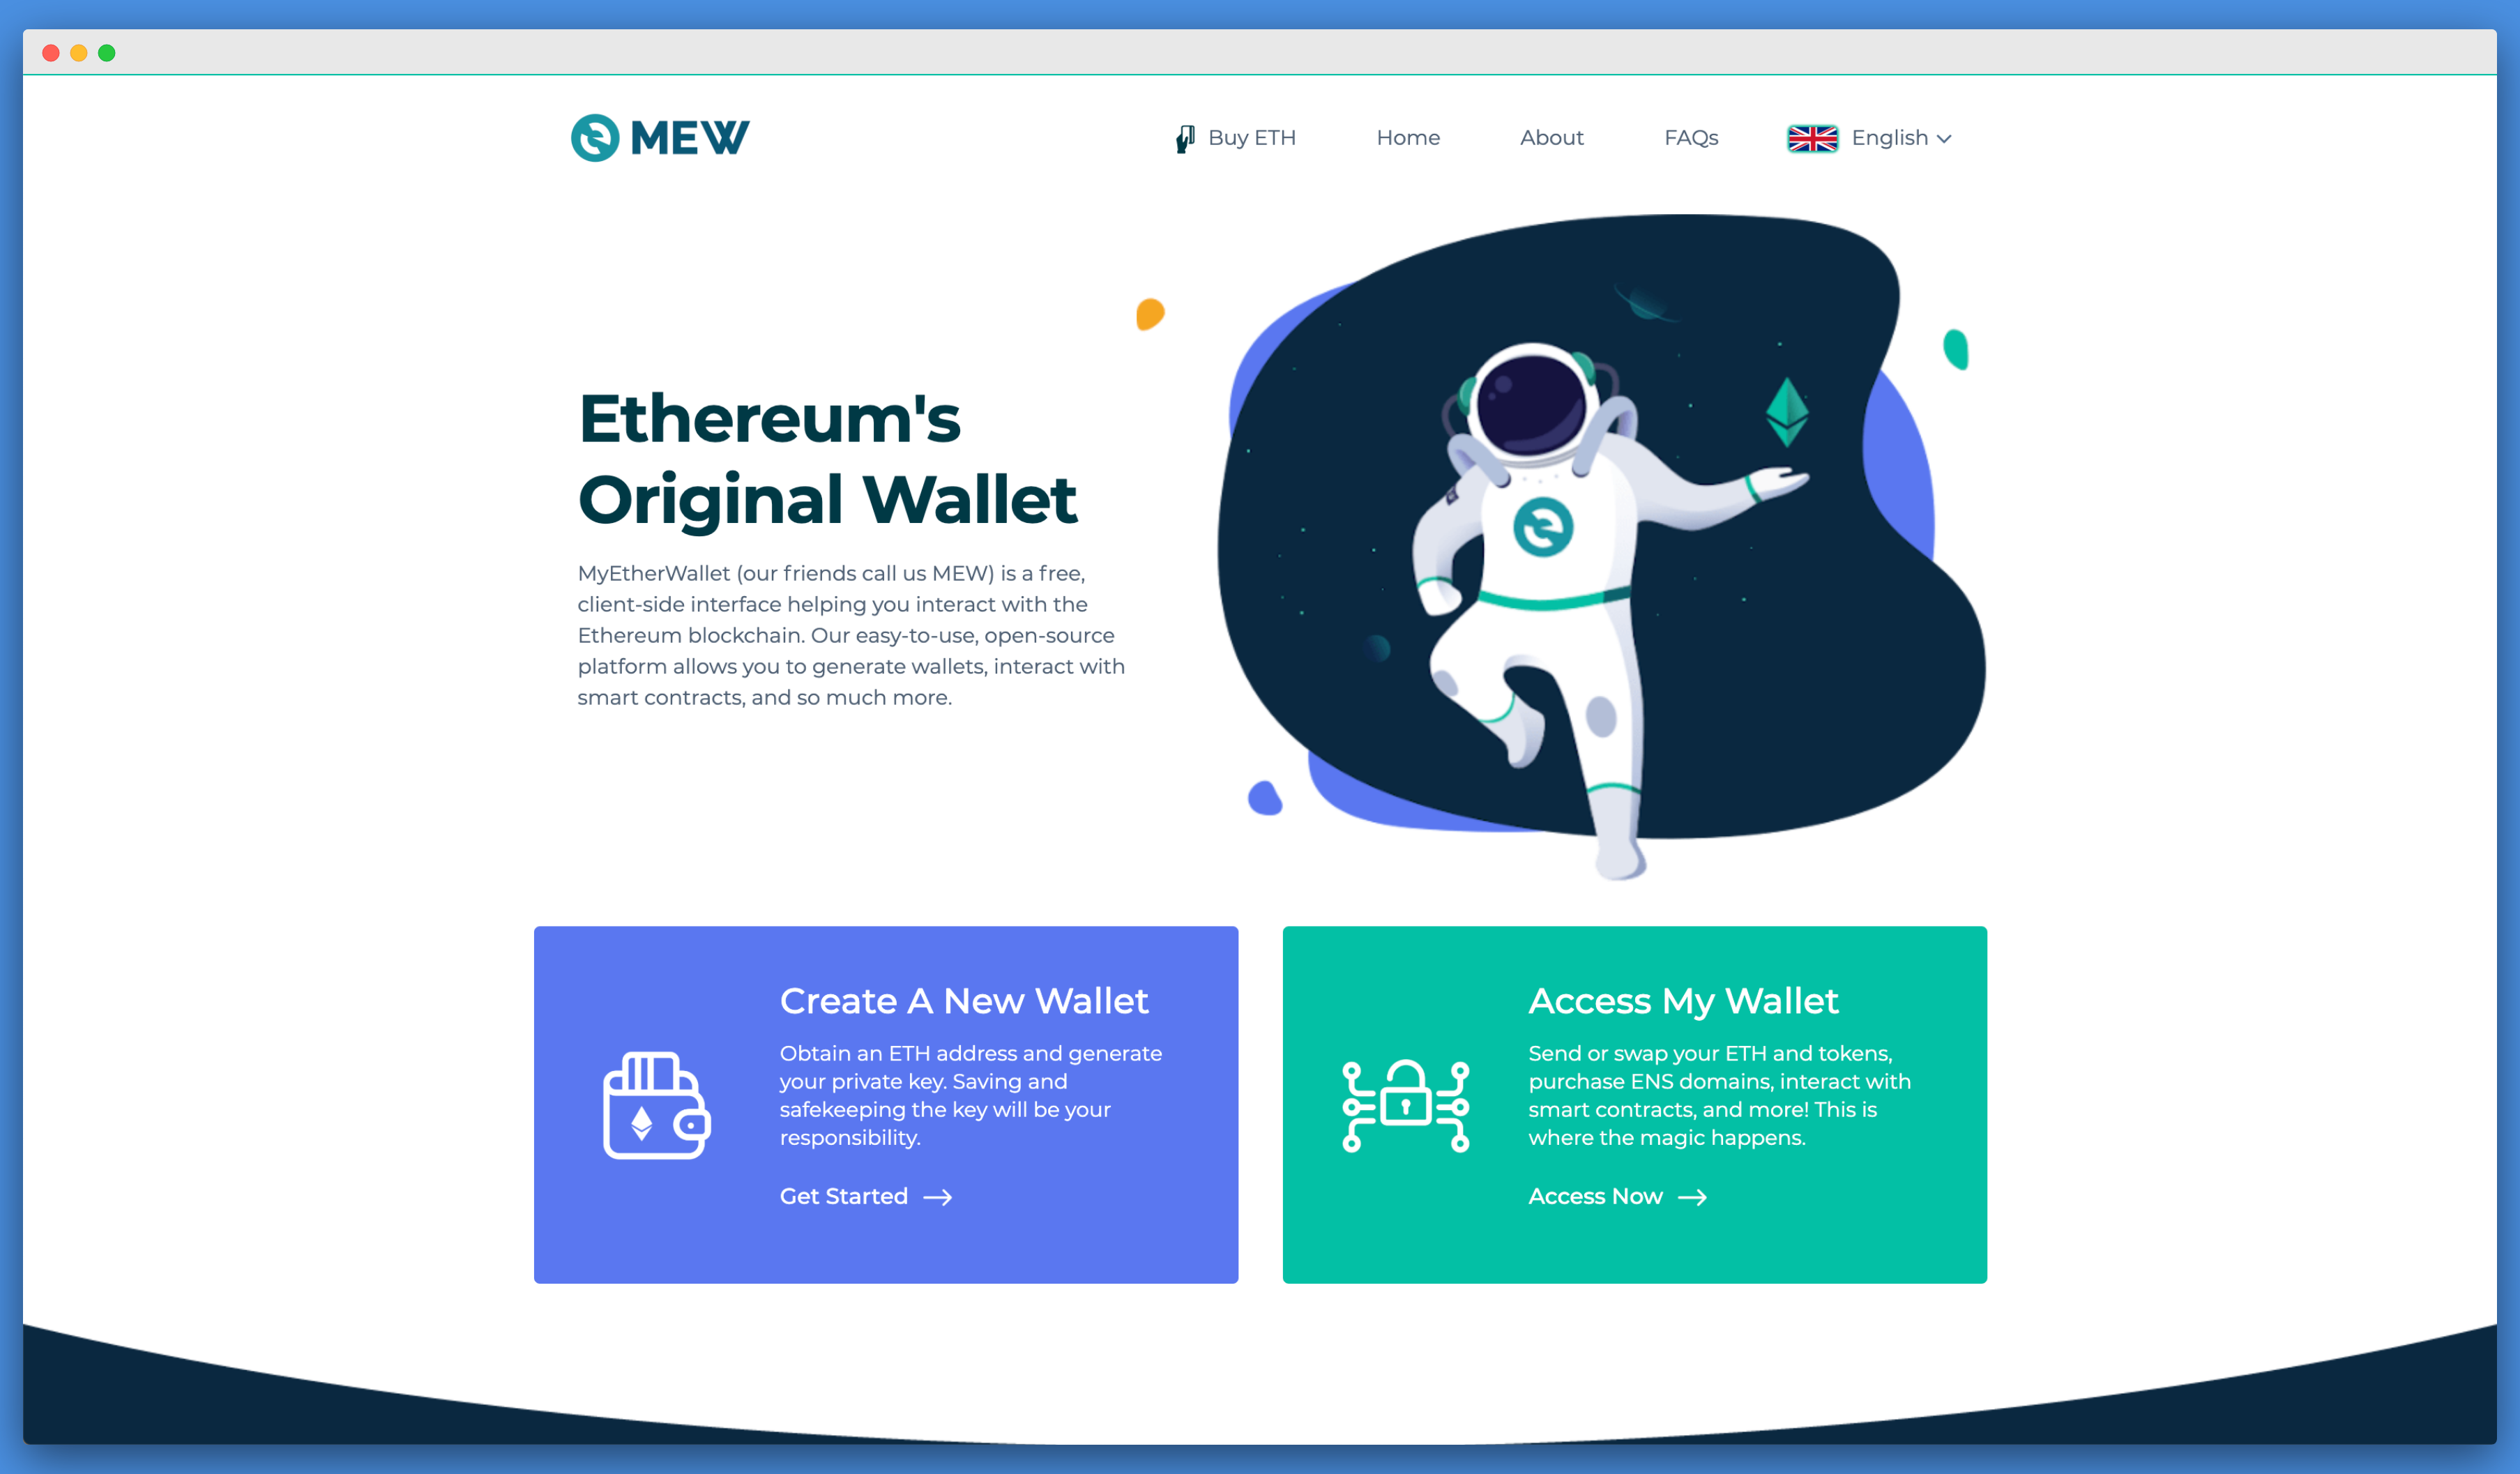 MEW
Buy ETH
Home
About
FAQs
English
Ethereum's
Original Wallet
MyEtherWallet (our friends call us MEW) is a free,
client-side interface helping you interact with the
Ethereum blockchain. Our easy-to-use, open-source
platform allows you to generate wallets, interact with
smart contracts, and so much more.
Create A New Wallet
Obtain an ETH address and generate
your private key. Saving and
safekeeping the key will be your
responsibility.
Get Started
Access My Wallet
Send or swap your ETH and tokens,
purchase ENS domains, interact with
smart contracts, and more! This is
where the magic happens.
Access Now